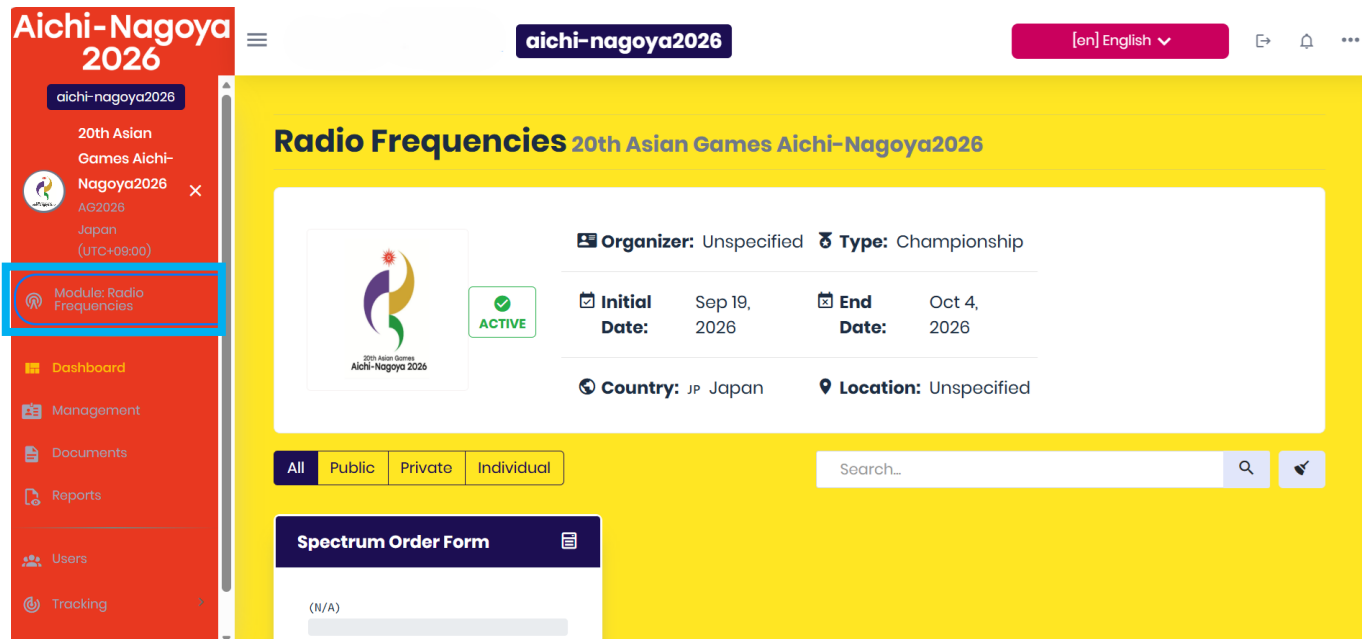 Aichi-Nagoya
2026
aichi-nagoya2026
20th Asian
Games Aichi-
Nagoya2026
AG2026
Japan
(UTC+09:00)
Module: Radio
Frequencies
Dashboard
Management
Documents
Reports
Users
Tracking
aichi-nagoya2026
[en] English
Radio Frequencies 20th Asian Games Aichi-Nagoya2026
20th Asian Games
Aichi-Nagoya 2026
ACTIVE
Organizer: Unspecified
Type: Championship
Initial
Date:
Sep 19,
2026
End
Date:
Oct 4,
2026
Country: JP Japan
Location: Unspecified
All
Public
Private
Individual
Search...
Spectrum Order Form
(N/A)